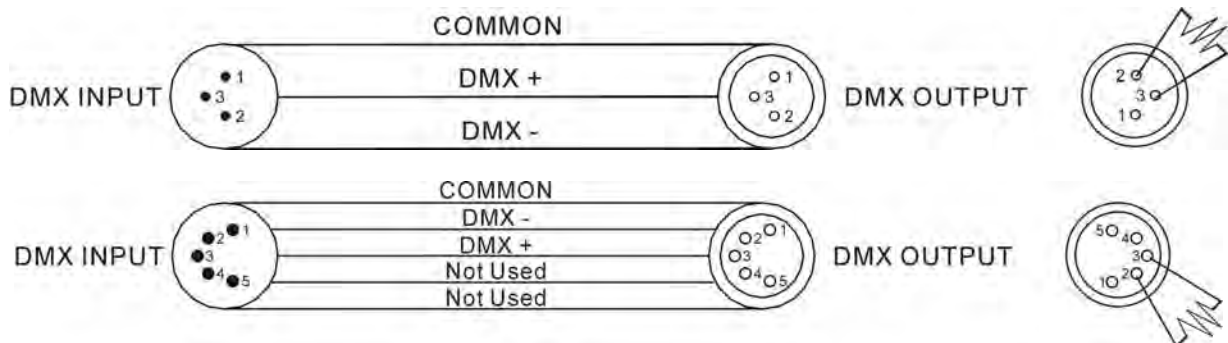 COMMON
DMX INPUT
1
3
2
DMX +
DMX -
1
3
2
DMX OUTPUT
2
3
1
COMMON
DMX -
DMX +
Not Used
Not Used
DMX INPUT
1
2
3
4
5
1
2
3
4
5
DMX OUTPUT
5
4
3
2
1